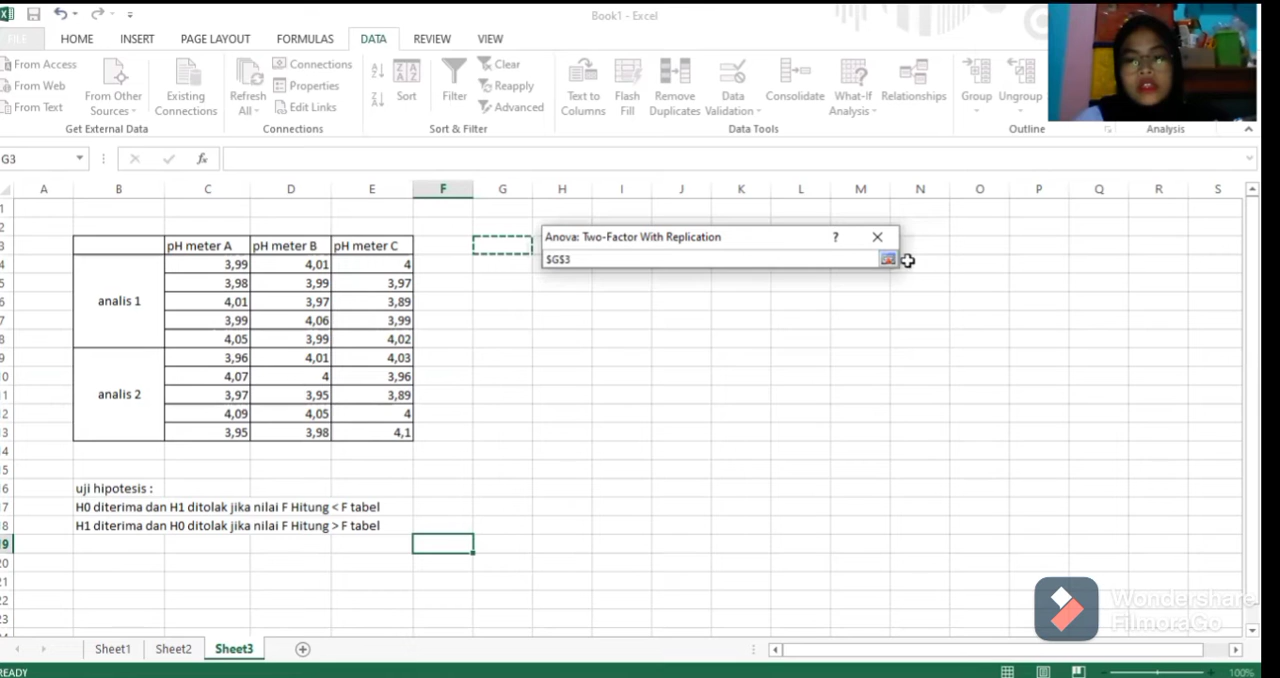 Book1 - Excel
FILE HOME INSERT PAGE LAYOUT FORMULAS DATA REVIEW VIEW
From Access
From Web
From Text
From Other Sources
Existing Connections
Get External Data
Refresh All
Connections
Properties
Edit Links
Connections
Sort
Filter
Clear
Reapply
Advanced
Sort & Filter
Text to Columns
Flash Fill
Remove Duplicates
Data Validation
Consolidate
What-If Analysis
Relationships
Data Tools
Group
Ungroup
Outline
Analysis
G3
fx
A B C D E F G H I J K L M N O P Q R S
Anova: Two-Factor With Replication ? X
$G$3
pH meter A pH meter B pH meter C
analis 1
3,99 4,01 4
3,98 3,99 3,97
4,01 3,97 3,89
3,99 4,06 3,99
4,05 3,99 4,02
analis 2
3,96 4,01 4,03
4,07 4 3,96
3,97 3,95 3,89
4,09 4,05 4
3,95 3,98 4,1
uji hipotesis :
H0 diterima dan H1 ditolak jika nilai F Hitung < F tabel
H1 diterima dan H0 ditolak jika nilai F Hitung > F tabel
Wondershare
FilmoraGo
Sheet1 Sheet2 Sheet3
READY
100%